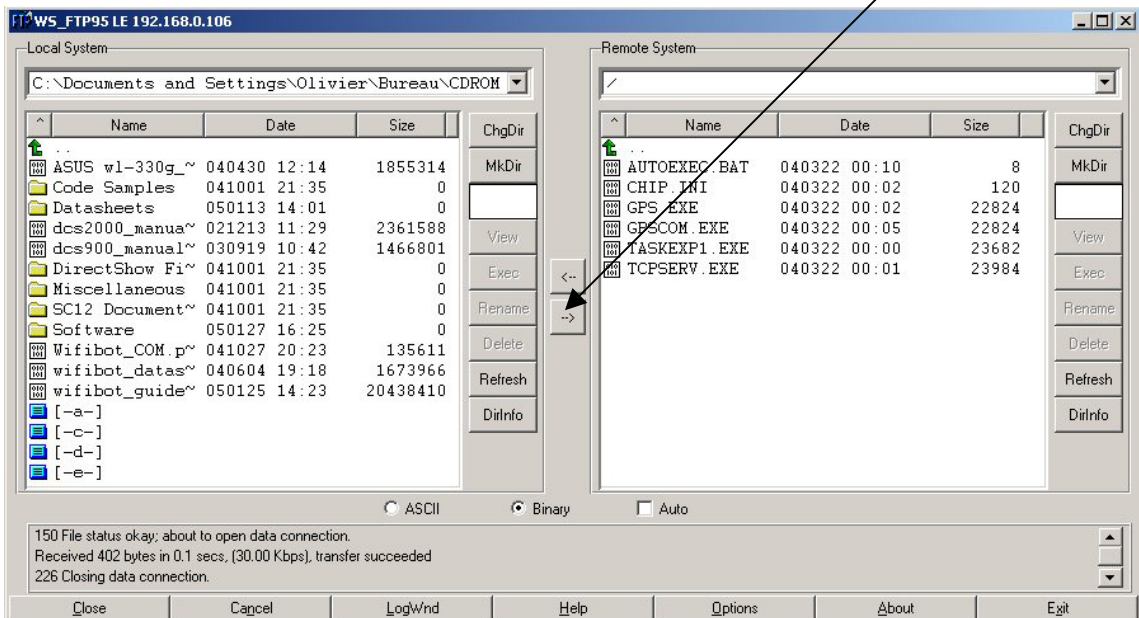 WS_FTP95 LE 192.168.0.106
Local System
C:\Documents and Settings\Olivier\Bureau\CDROM
^ Name Date Size
..
ASUS wl-330g_~ 040430 12:14 1855314
Code Samples 041001 21:35 0
Datasheets 050113 14:01 0
dcs2000_manua~ 021213 11:29 2361588
dcs900_manual~ 030919 10:42 1466801
DirectShow Fi~ 041001 21:35 0
Miscellaneous 041001 21:35 0
SC12 Document~ 041001 21:35 0
Software 050127 16:25 0
Wifibot_COM.p~ 041027 20:23 135611
wifibot_datas~ 040604 19:18 1673966
wifibot_guide~ 050125 14:23 20438410
[-a-]
[-c-]
[-d-]
[-e-]
ChgDir
MkDir
View
Exec
Rename
Delete
Refresh
DirInfo
<--
-->
Remote System
/
^ Name Date Size
..
AUTOEXEC.BAT 040322 00:10 8
CHIP.INI 040322 00:02 120
GPS.EXE 040322 00:02 22824
GPSCOM.EXE 040322 00:05 22824
TASKEXP1.EXE 040322 00:00 23682
TCPSERV.EXE 040322 00:01 23984
ChgDir
MkDir
View
Exec
Rename
Delete
Refresh
DirInfo
ASCII Binary Auto
150 File status okay; about to open data connection.
Received 402 bytes in 0.1 secs, (30.00 Kbps), transfer succeeded
226 Closing data connection.
Close Cancel LogWnd Help Options About Exit